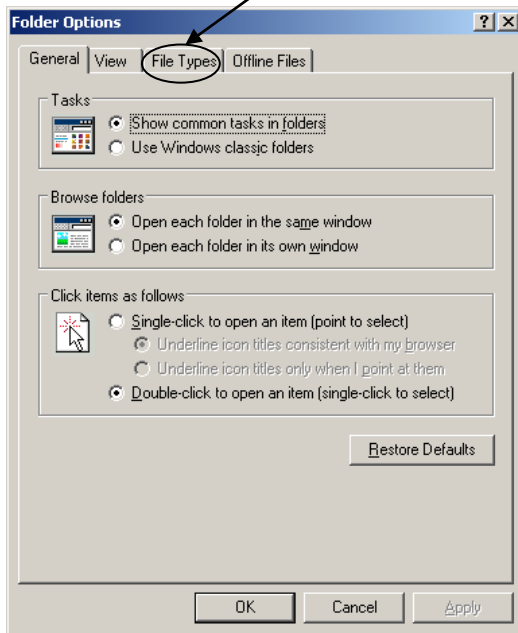 Folder Options
General View File Types Offline Files
Tasks
Show common tasks in folders
Use Windows classic folders
Browse folders
Open each folder in the same window
Open each folder in its own window
Click items as follows
Single-click to open an item (point to select)
Underline icon titles consistent with my browser
Underline icon titles only when I point at them
Double-click to open an item (single-click to select)
Restore Defaults
OK Cancel Apply